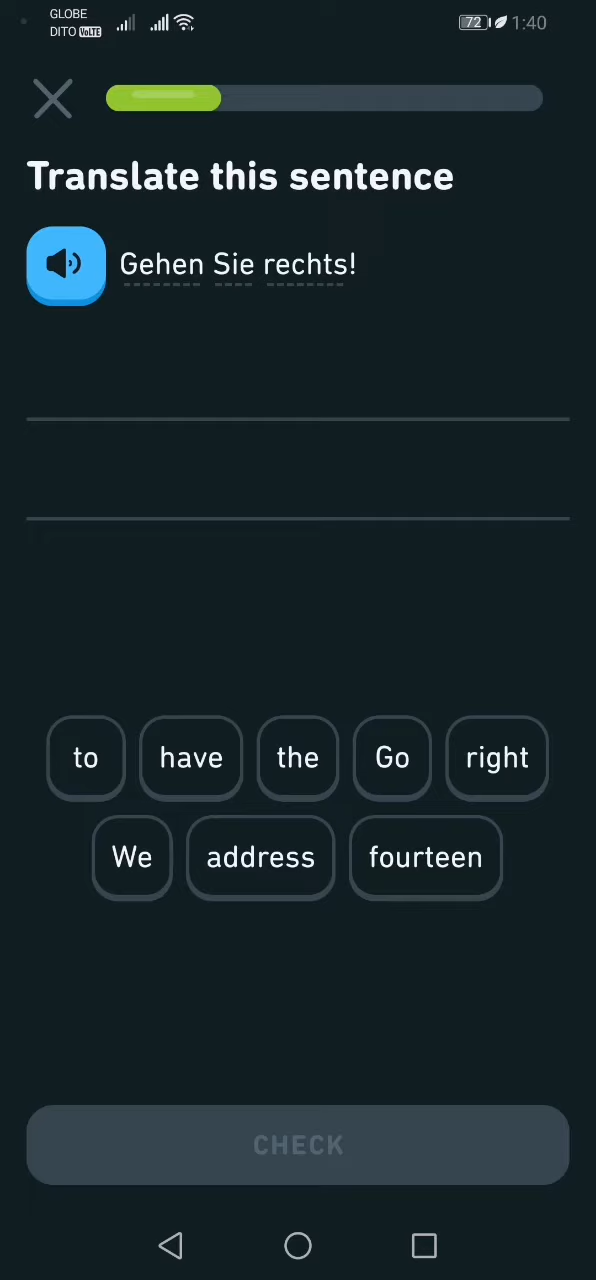 GLOBE
DITO VoLTE
72 1:40
Translate this sentence
Gehen Sie rechts!
to have the Go right
We address fourteen
CHECK